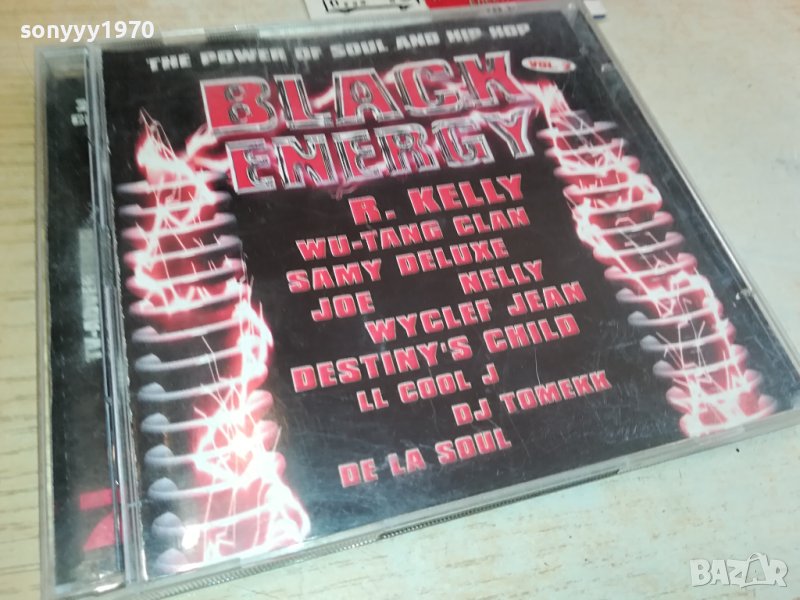 sonyyy1970
THE POWER OF SOUL AND HIP-HOP
BLACK
VOL. 2
ENERGY
R. KELLY
WU-TANG CLAN
SAMY DELUXE
JOE NELLY
WYCLEF JEAN
DESTINY'S CHILD
LL COOL J
DJ TOMEKK
DE LA SOUL
BAZAR